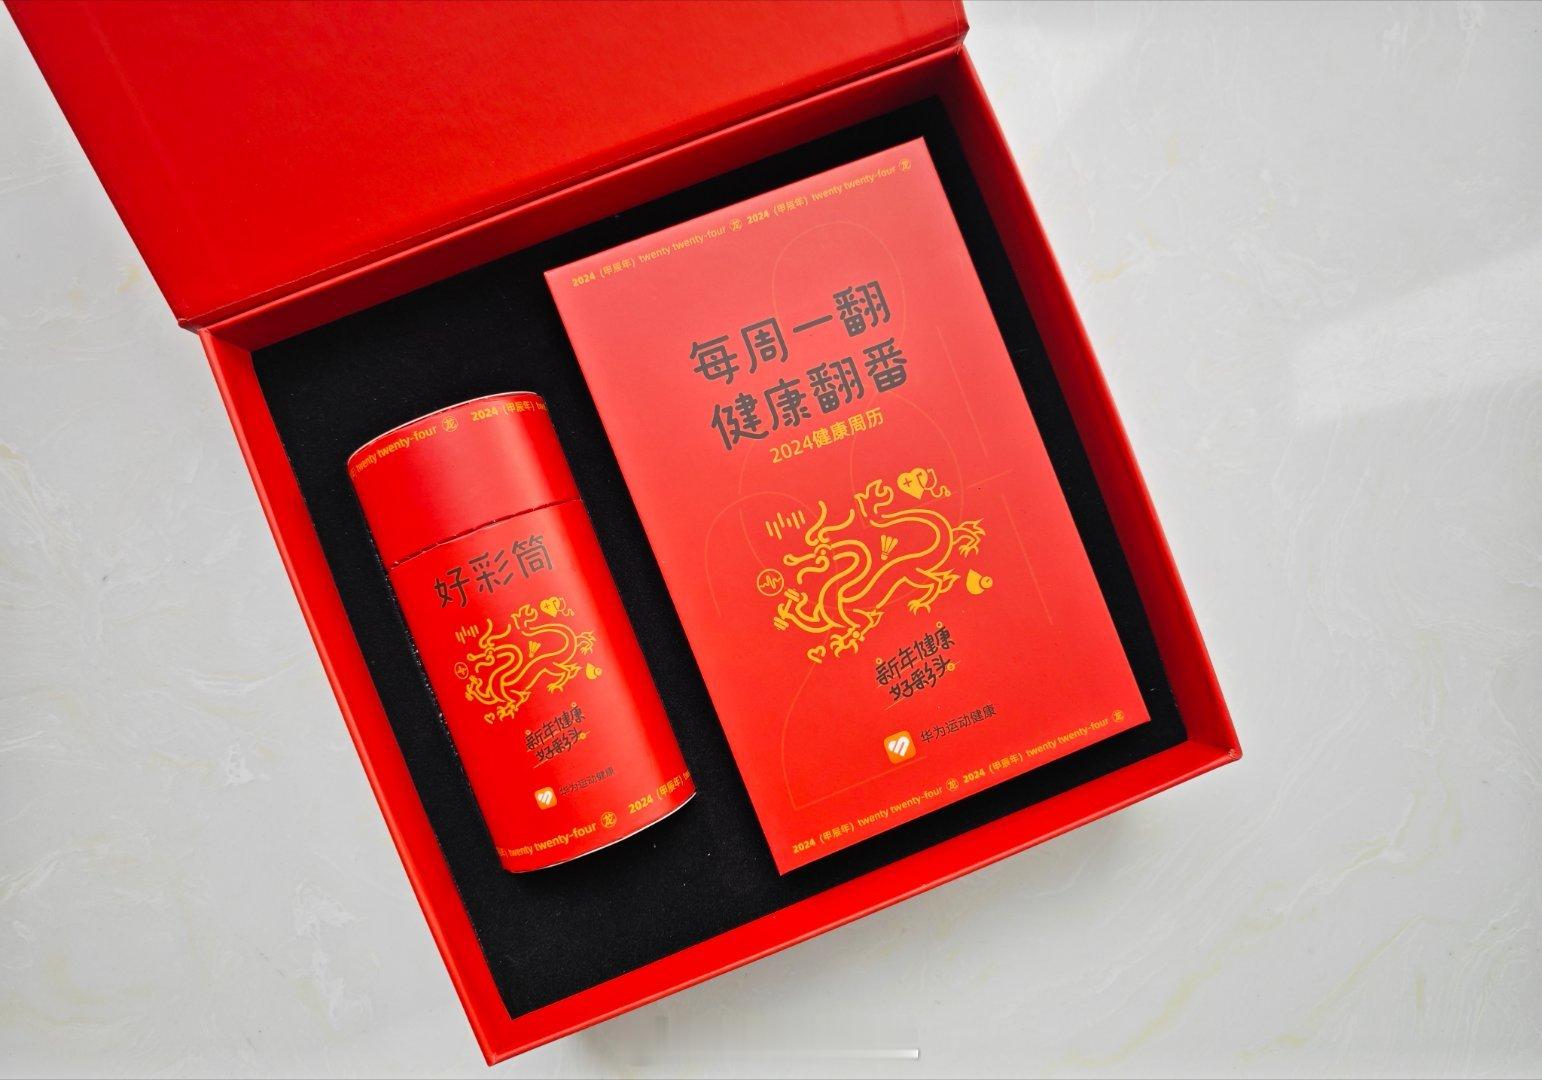 twenty twenty-four 龙 2024 (甲辰年)
好彩筒
新年健康
好彩头
华为运动健康
twenty twenty-four 龙 2024 (甲辰年)
2024 (甲辰年) twenty twenty-four 龙 2024 (甲辰年) twenty twenty-four 龙
每周一翻
健康翻番
2024健康周历
新年健康
好彩头
华为运动健康
2024 (甲辰年) twenty twenty-four 龙 2024 (甲辰年) twenty twenty-four 龙